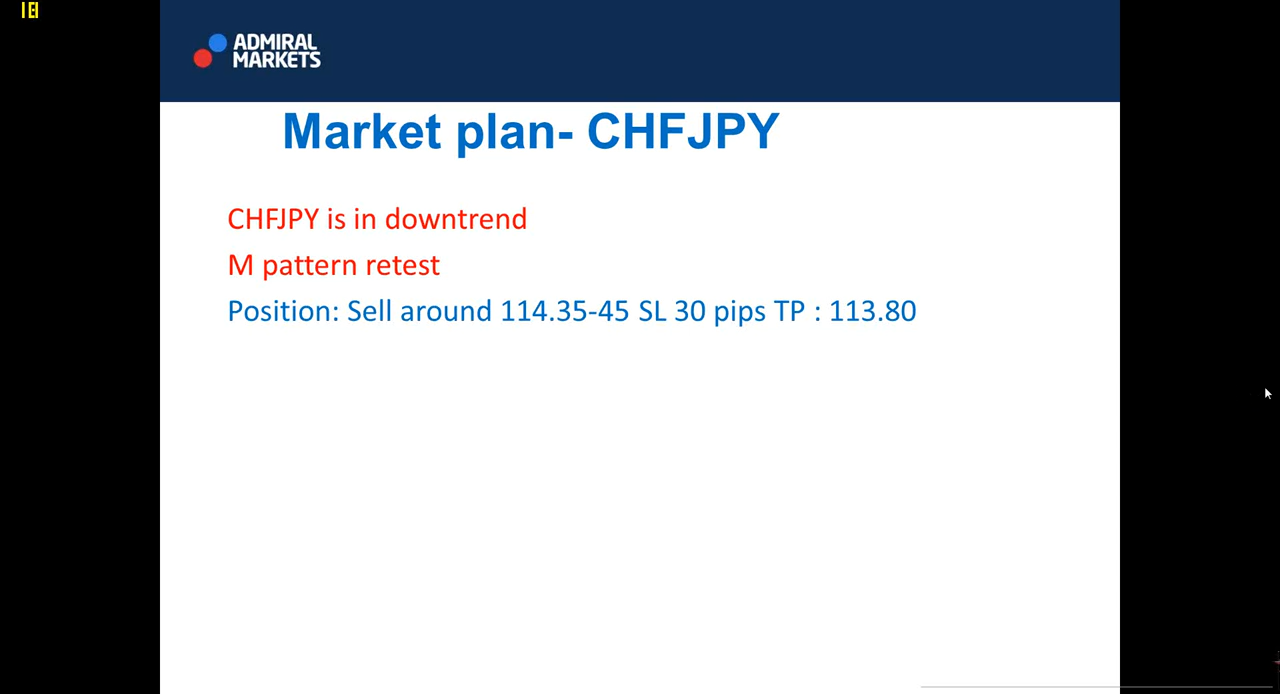 ADMIRAL
MARKETS
Market plan- CHFJPY
CHFJPY is in downtrend
M pattern retest
Position: Sell around 114.35-45 SL 30 pips TP : 113.80